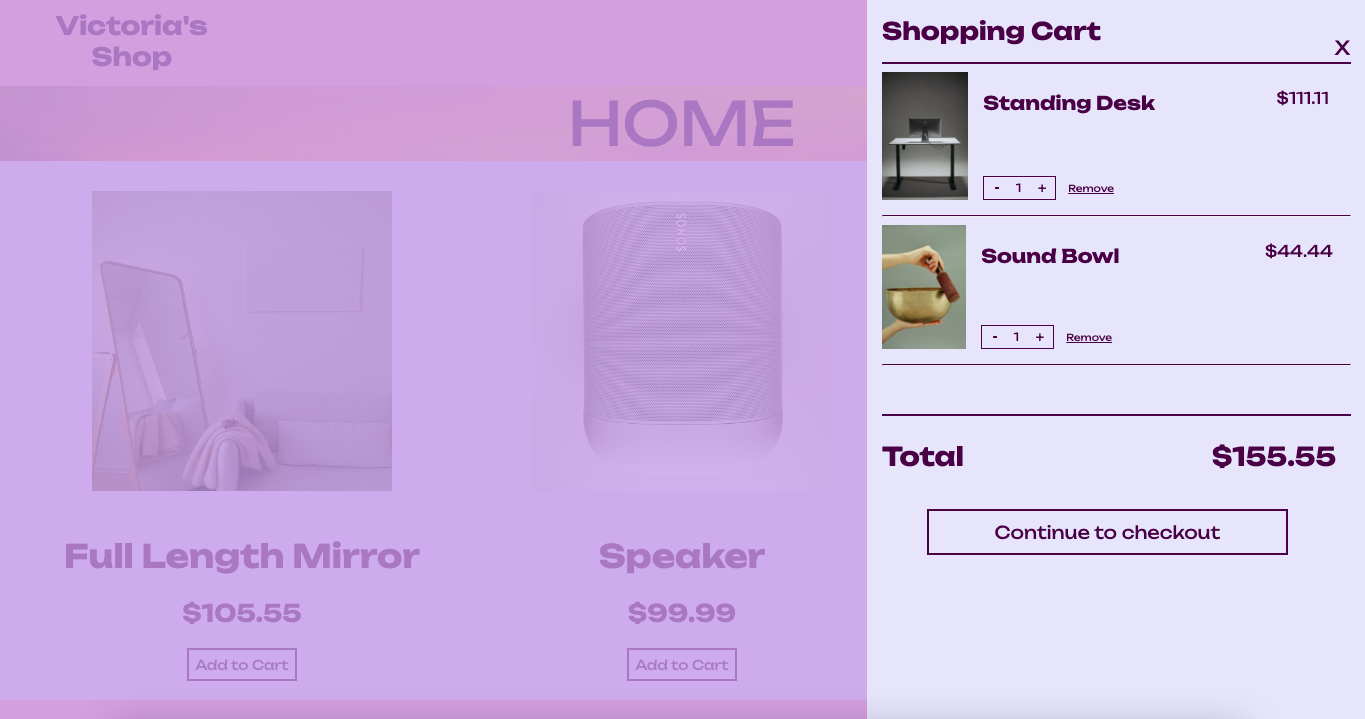 Victoria's
Shop
HOME
SONOS
Full Length Mirror
$105.55
Add to Cart
Speaker
$99.99
Add to Cart
Shopping Cart
X
Standing Desk
$111.11
- 1 +
Remove
Sound Bowl
$44.44
- 1 +
Remove
Total
$155.55
Continue to checkout